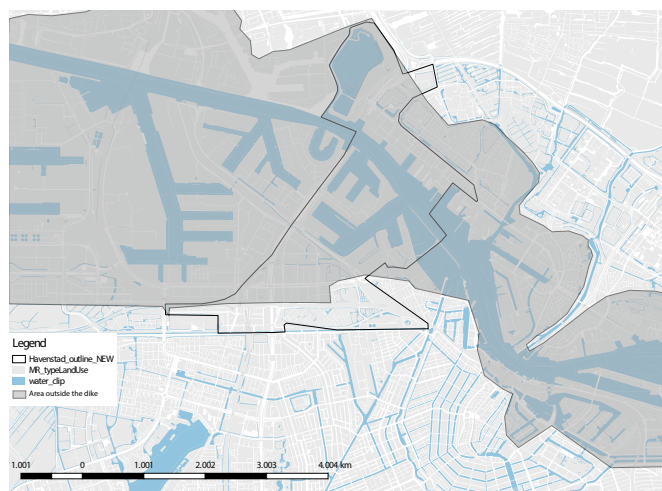 Legend
Havenstad_outline_NEW
MR_typeLandUse
water_clip
Area outside the dike
1.001 0 1.001 2.002 3.003 4.004 km